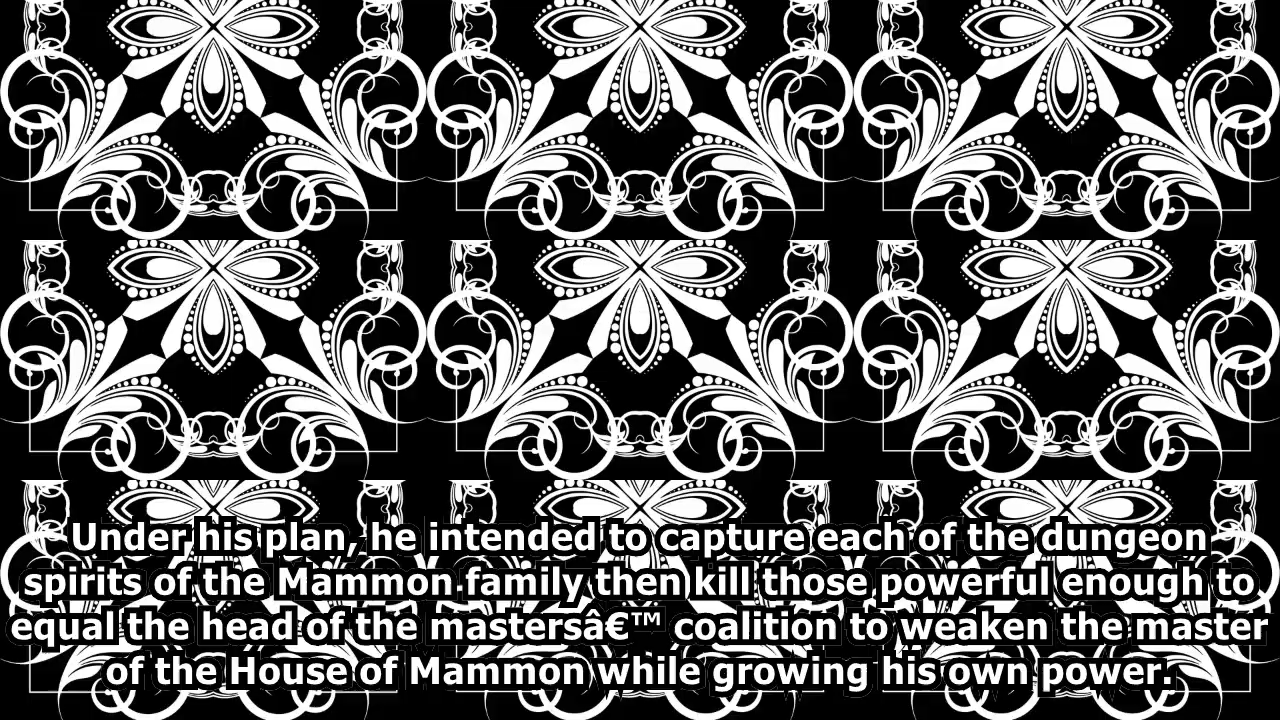 Under his plan, he intended to capture each of the dungeon
spirits of the Mammon family then kill those powerful enough to
equal the head of the mastersâ€™ coalition to weaken the master
of the House of Mammon while growing his own power.